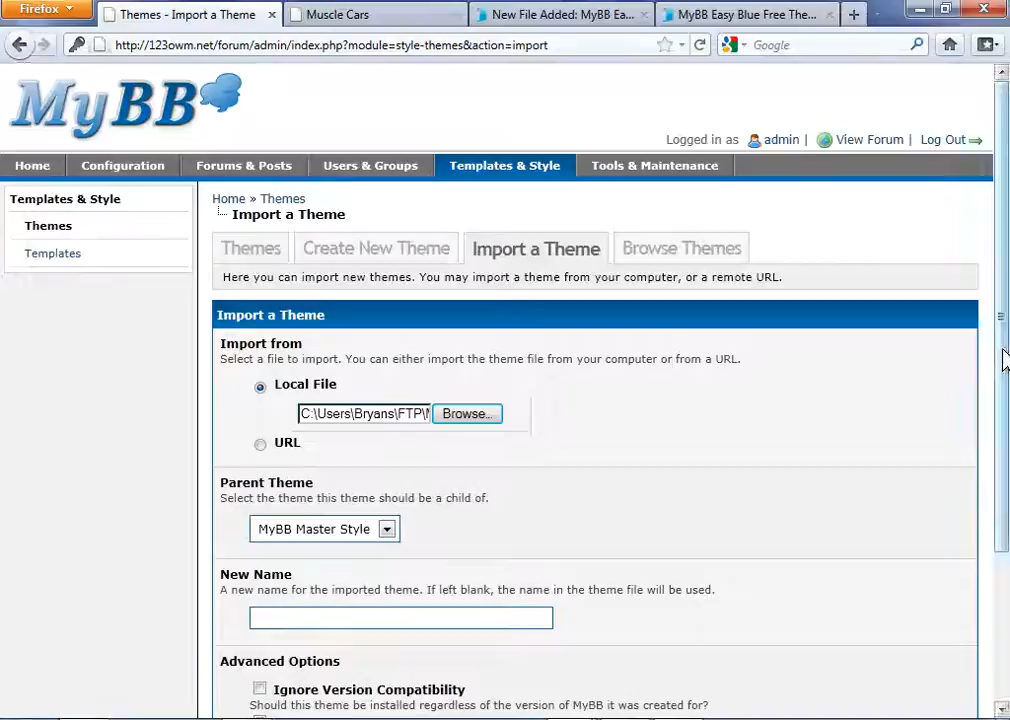 Firefox
Themes - Import a Theme
Muscle Cars
New File Added: MyBB Ea...
MyBB Easy Blue Free The...
http://123owm.net/forum/admin/index.php?module=style-themes&action=import
Google
MyBB
Logged in as admin | View Forum | Log Out
Home Configuration Forums & Posts Users & Groups Templates & Style Tools & Maintenance
Templates & Style
Themes
Templates
Home » Themes
Import a Theme
Themes Create New Theme Import a Theme Browse Themes
Here you can import new themes. You may import a theme from your computer, or a remote URL.
Import a Theme
Import from
Select a file to import. You can either import the theme file from your computer or from a URL.
Local File
C:\Users\Bryans\FTP\ Browse...
URL
Parent Theme
Select the theme this theme should be a child of.
MyBB Master Style
New Name
A new name for the imported theme. If left blank, the name in the theme file will be used.
Advanced Options
Ignore Version Compatibility
Should this theme be installed regardless of the version of MyBB it was created for?